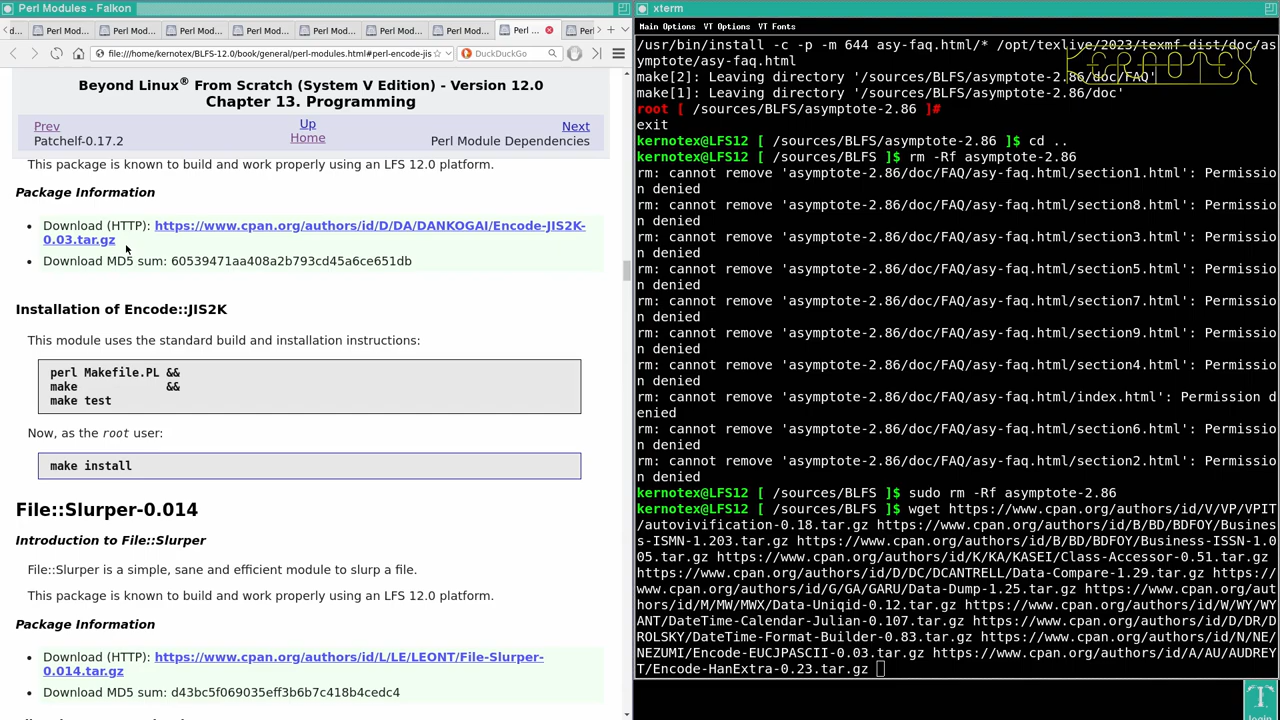 Perl Modules - Falkon
d...
Perl Mod...
Perl Mod...
Perl Mod...
Perl Mod...
Perl Mod...
Perl Mod...
Perl ...
Perl
file:///home/kernotex/BLFS-12.0/book/general/perl-modules.html#perl-encode-jis
DuckDuckGo
Beyond Linux® From Scratch (System V Edition) - Version 12.0
Chapter 13. Programming
Prev Up Next
Patchelf-0.17.2 Home Perl Module Dependencies
This package is known to build and work properly using an LFS 12.0 platform.
Package Information
• Download (HTTP): https://www.cpan.org/authors/id/D/DA/DANKOGAI/Encode-JIS2K-
0.03.tar.gz
• Download MD5 sum: 60539471aa408a2b793cd45a6ce651db
Installation of Encode::JIS2K
This module uses the standard build and installation instructions:
perl Makefile.PL &&
make &&
make test
Now, as the root user:
make install
File::Slurper-0.014
Introduction to File::Slurper
File::Slurper is a simple, sane and efficient module to slurp a file.
This package is known to build and work properly using an LFS 12.0 platform.
Package Information
• Download (HTTP): https://www.cpan.org/authors/id/L/LE/LEONT/File-Slurper-
0.014.tar.gz
• Download MD5 sum: d43bc5f069035eff3b6b7c418b4cedc4
xterm
Main Options VT Options VT Fonts
/usr/bin/install -c -p -m 644 asy-faq.html/* /opt/texlive/2023/texmf-dist/doc/as
ymptote/asy-faq.html
make[2]: Leaving directory '/sources/BLFS/asymptote-2.86/doc/FAQ'
make[1]: Leaving directory '/sources/BLFS/asymptote-2.86/doc'
root [ /sources/BLFS/asymptote-2.86 ]#
exit
kernotex@LFS12 [ /sources/BLFS/asymptote-2.86 ]$ cd ..
kernotex@LFS12 [ /sources/BLFS ]$ rm -Rf asymptote-2.86
rm: cannot remove 'asymptote-2.86/doc/FAQ/asy-faq.html/section1.html': Permissio
n denied
rm: cannot remove 'asymptote-2.86/doc/FAQ/asy-faq.html/section8.html': Permissio
n denied
rm: cannot remove 'asymptote-2.86/doc/FAQ/asy-faq.html/section3.html': Permissio
n denied
rm: cannot remove 'asymptote-2.86/doc/FAQ/asy-faq.html/section5.html': Permissio
n denied
rm: cannot remove 'asymptote-2.86/doc/FAQ/asy-faq.html/section7.html': Permissio
n denied
rm: cannot remove 'asymptote-2.86/doc/FAQ/asy-faq.html/section9.html': Permissio
n denied
rm: cannot remove 'asymptote-2.86/doc/FAQ/asy-faq.html/section4.html': Permissio
n denied
rm: cannot remove 'asymptote-2.86/doc/FAQ/asy-faq.html/index.html': Permission d
enied
rm: cannot remove 'asymptote-2.86/doc/FAQ/asy-faq.html/section6.html': Permissio
n denied
rm: cannot remove 'asymptote-2.86/doc/FAQ/asy-faq.html/section2.html': Permissio
n denied
kernotex@LFS12 [ /sources/BLFS ]$ sudo rm -Rf asymptote-2.86
kernotex@LFS12 [ /sources/BLFS ]$ wget https://www.cpan.org/authors/id/V/VP/VPIT
/autovivification-0.18.tar.gz https://www.cpan.org/authors/id/B/BD/BDFOY/Busines
s-ISMN-1.203.tar.gz https://www.cpan.org/authors/id/B/BD/BDFOY/Business-ISSN-1.0
05.tar.gz https://www.cpan.org/authors/id/K/KA/KASEI/Class-Accessor-0.51.tar.gz
https://www.cpan.org/authors/id/D/DC/DCANTRELL/Data-Compare-1.29.tar.gz https://
www.cpan.org/authors/id/G/GA/GARU/Data-Dump-1.25.tar.gz https://www.cpan.org/aut
hors/id/M/MW/MWX/Data-Uniqid-0.12.tar.gz https://www.cpan.org/authors/id/W/WY/WY
ANT/DateTime-Calendar-Julian-0.107.tar.gz https://www.cpan.org/authors/id/D/DR/D
ROLSKY/DateTime-Format-Builder-0.83.tar.gz https://www.cpan.org/authors/id/N/NE/
NEZUMI/Encode-EUCJPASCII-0.03.tar.gz https://www.cpan.org/authors/id/A/AU/AUDREY
T/Encode-HanExtra-0.23.tar.gz
KERNOTEX
login